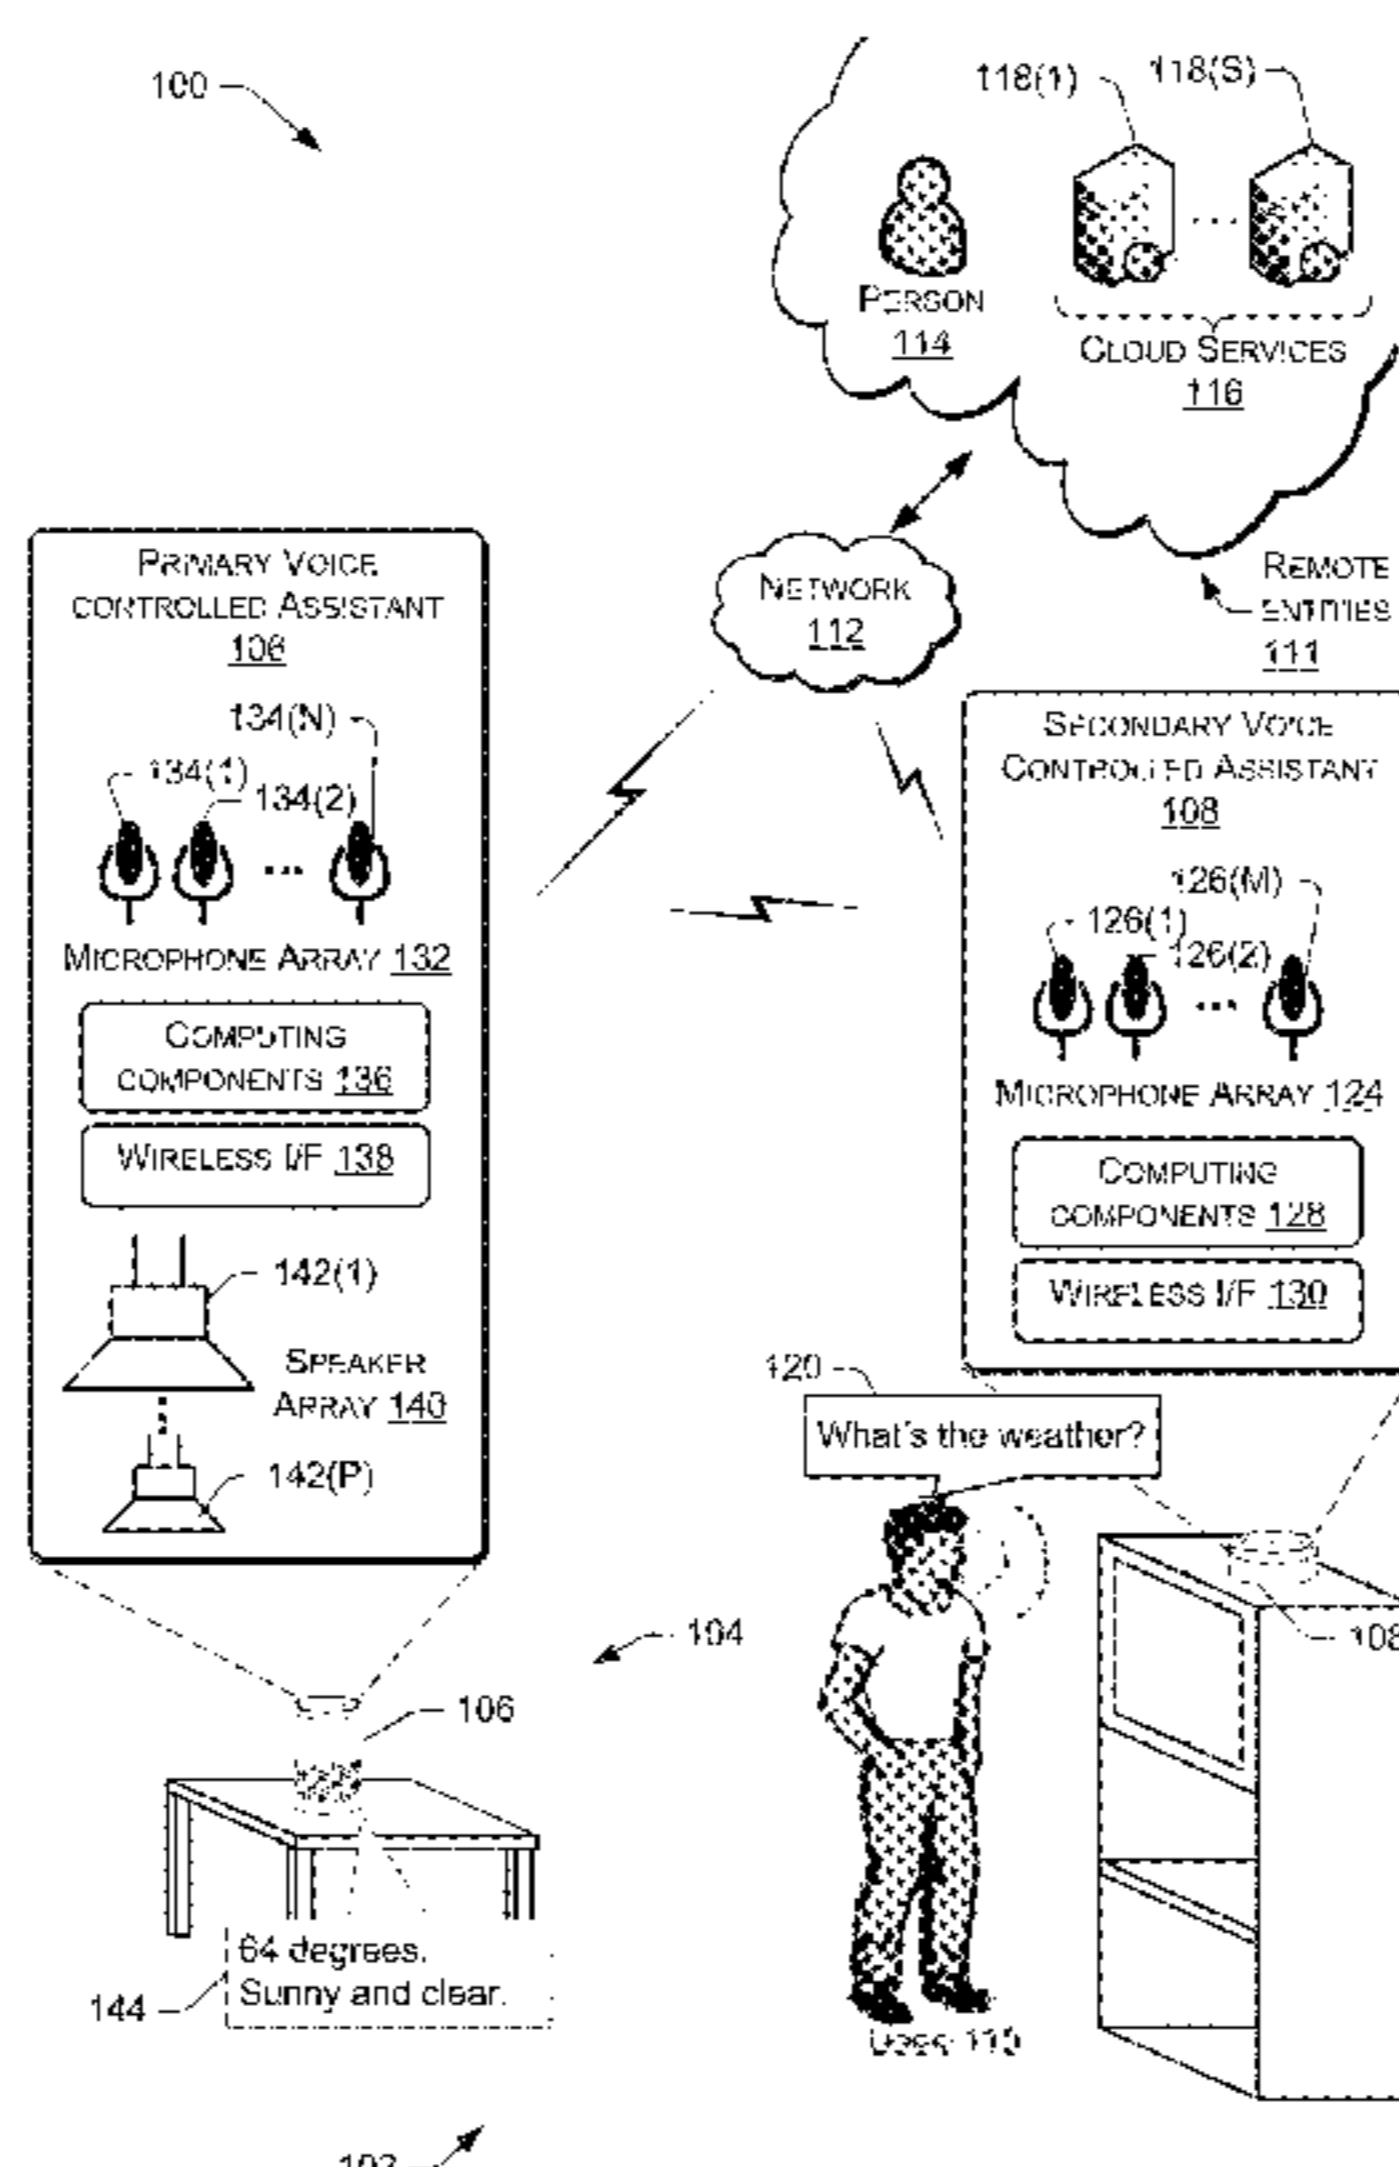 100
118(1)
118(S)
PERSON
114
CLOUD SERVICES
116
NETWORK
112
REMOTE
ENTITIES
111
PRIMARY VOICE
CONTROLLED ASSISTANT
106
134(N)
134(1)
134(2)
MICROPHONE ARRAY 132
COMPUTING
COMPONENTS 136
WIRELESS I/F 138
142(1)
SPEAKER
ARRAY 140
142(P)
SECONDARY VOICE
CONTROLLED ASSISTANT
108
126(M)
126(1)
126(2)
MICROPHONE ARRAY 124
COMPUTING
COMPONENTS 128
WIRELESS I/F 130
120
What's the weather?
104
108
106
64 degrees.
Sunny and clear.
144
USER 110